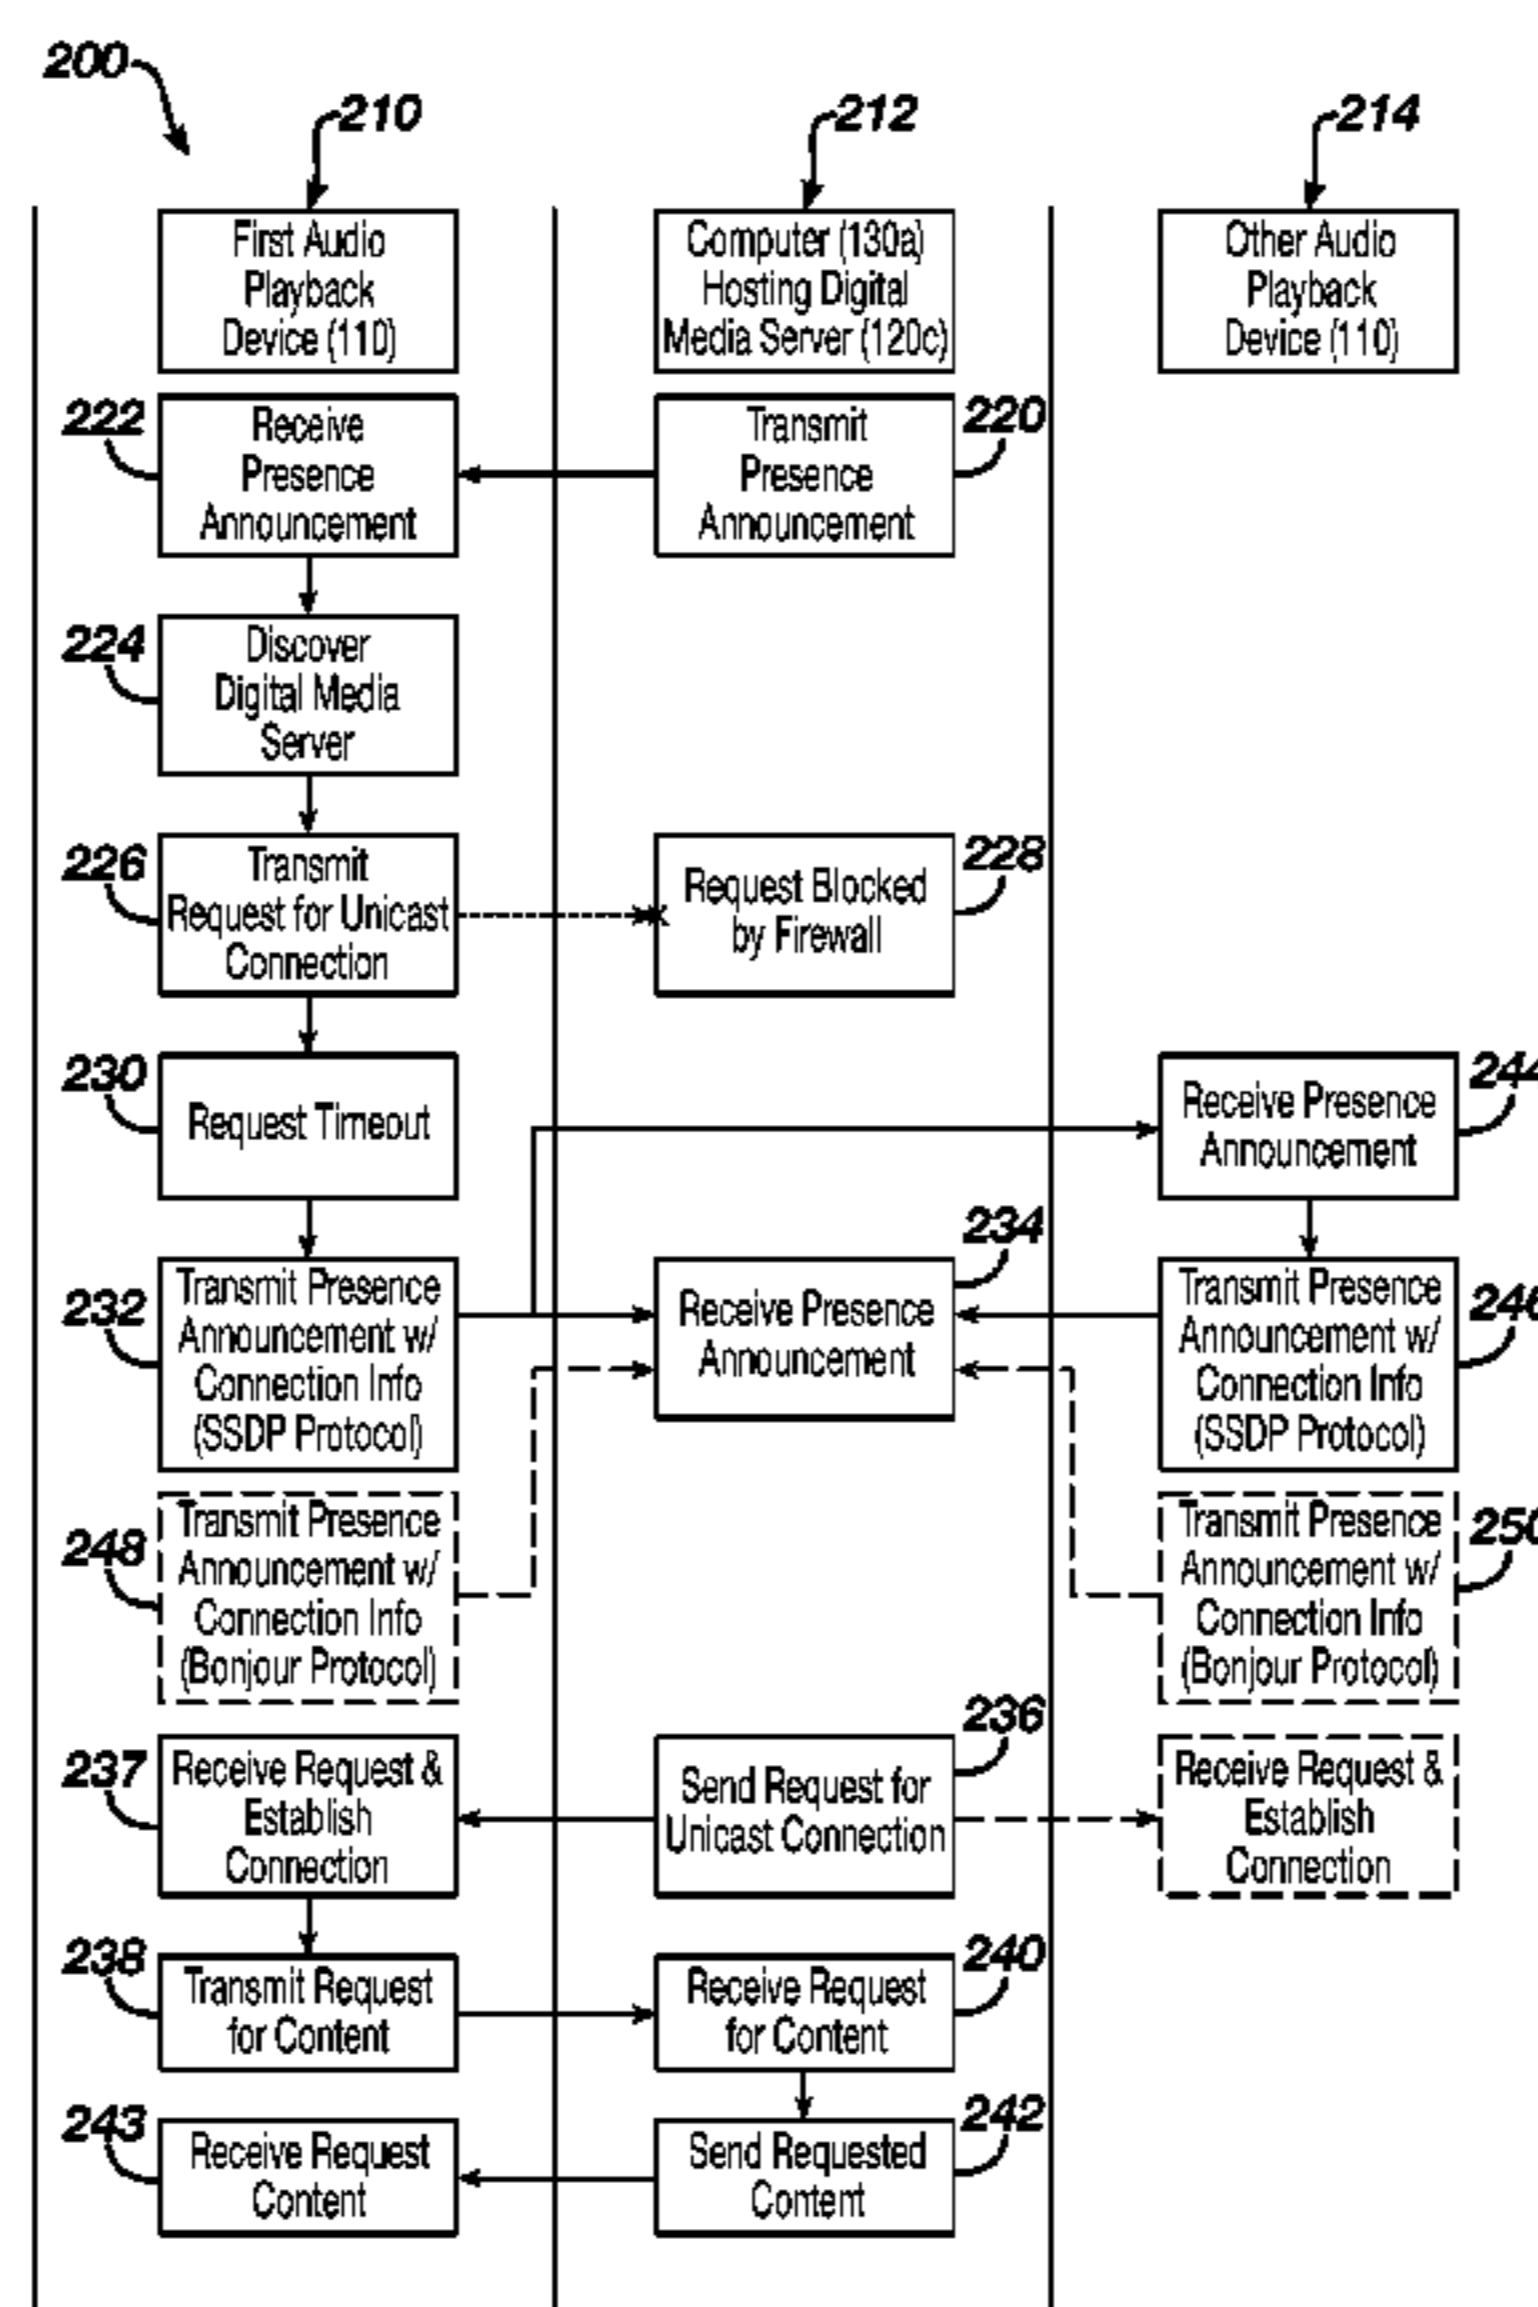 200
210
212
214
First Audio
Playback
Device (110)
Computer (130a)
Hosting Digital
Media Server (120c)
Other Audio
Playback
Device (110)
222
Receive
Presence
Announcement
Transmit
Presence
Announcement
220
224
Discover
Digital Media
Server
226
Transmit
Request for Unicast
Connection
Request Blocked
by Firewall
228
230
Request Timeout
Receive Presence
Announcement
244
232
Transmit Presence
Announcement w/
Connection Info
(SSDP Protocol)
Receive Presence
Announcement
234
Transmit Presence
Announcement w/
Connection Info
(SSDP Protocol)
246
248
Transmit Presence
Announcement w/
Connection Info
(Bonjour Protocol)
Transmit Presence
Announcement w/
Connection Info
(Bonjour Protocol)
250
237
Receive Request &
Establish
Connection
Send Request for
Unicast Connection
236
Receive Request &
Establish
Connection
238
Transmit Request
for Content
Receive Request
for Content
240
243
Receive Request
Content
Send Requested
Content
242